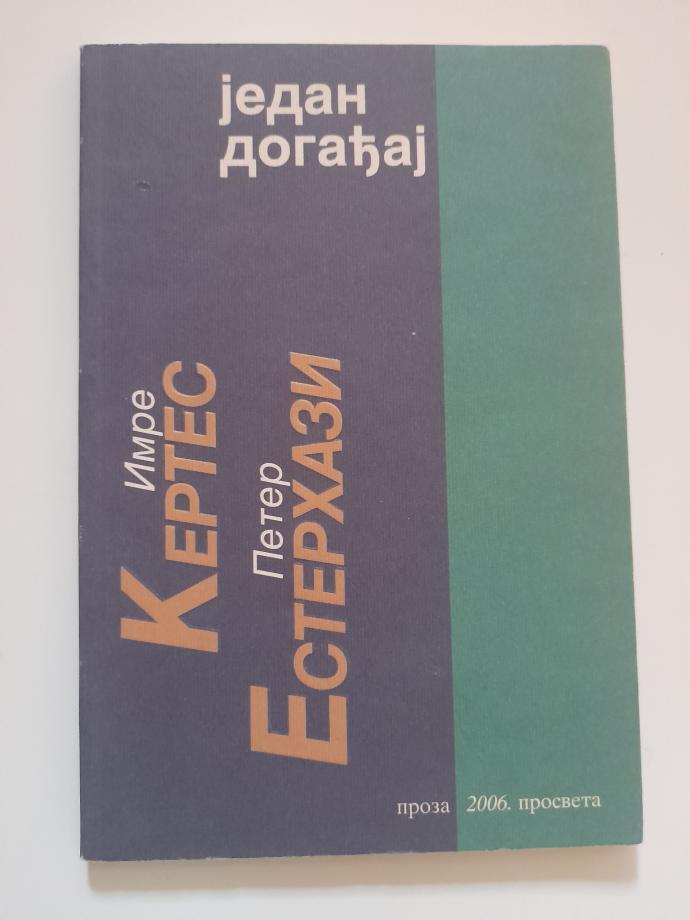 један
догађај
Имре
КЕРТЕС
Петер
ЕСТЕРХАЗИ
проза 2006. просвета